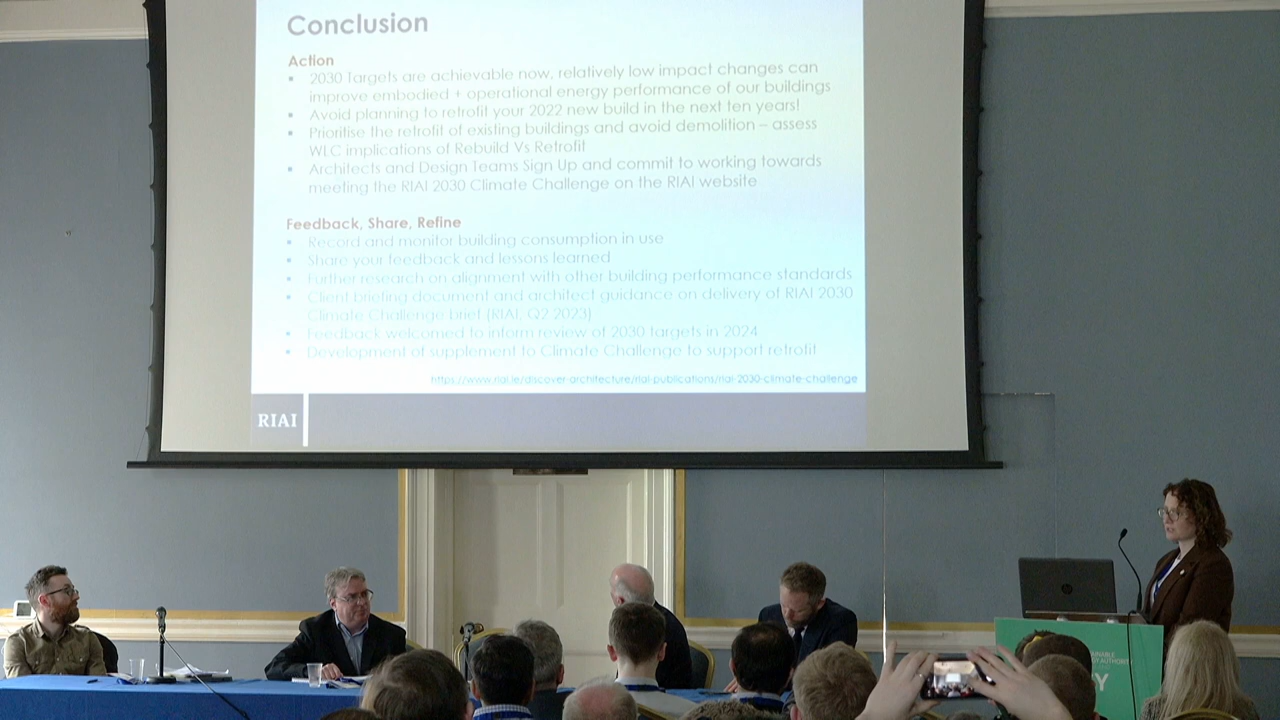 Conclusion
Action
▪ 2030 Targets are achievable now, relatively low impact changes can
improve embodied + operational energy performance of our buildings
▪ Avoid planning to retrofit your 2022 new build in the next ten years!
▪ Prioritise the retrofit of existing buildings and avoid demolition – assess
WLC implications of Rebuild Vs Retrofit
▪ Architects and Design Teams Sign Up and commit to working towards
meeting the RIAI 2030 Climate Challenge on the RIAI website
Feedback, Share, Refine
▪ Record and monitor building consumption in use
▪ Share your feedback and lessons learned
▪ Further research on alignment with other building performance standards
▪ Client briefing document and architect guidance on delivery of RIAI 2030
Climate Challenge brief (RIAI, Q2 2023)
▪ Feedback welcomed to inform review of 2030 targets in 2024
▪ Development of supplement to Climate Challenge to support retrofit
https://www.riai.ie/discover-architecture/riai-publications/riai-2030-climate-challenge
RIAI